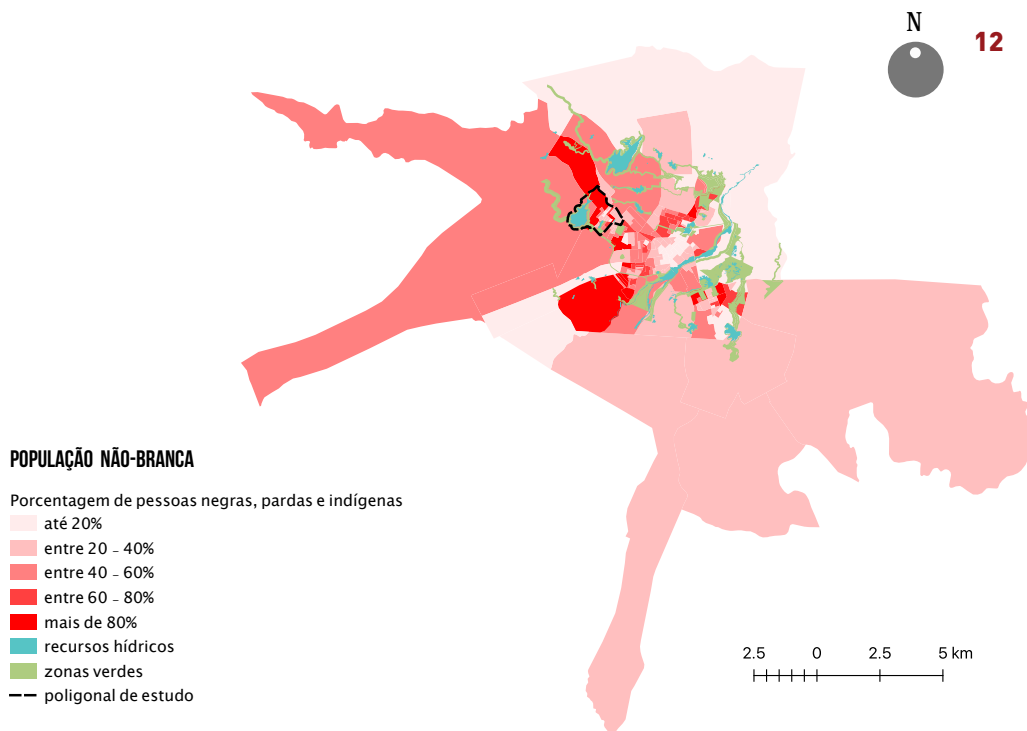 N
12
POPULAÇÃO NÃO-BRANCA
Porcentagem de pessoas negras, pardas e indígenas
até 20%
entre 20 - 40%
entre 40 - 60%
entre 60 - 80%
mais de 80%
recursos hídricos
zonas verdes
poligonal de estudo
2.5 0 2.5 5 km